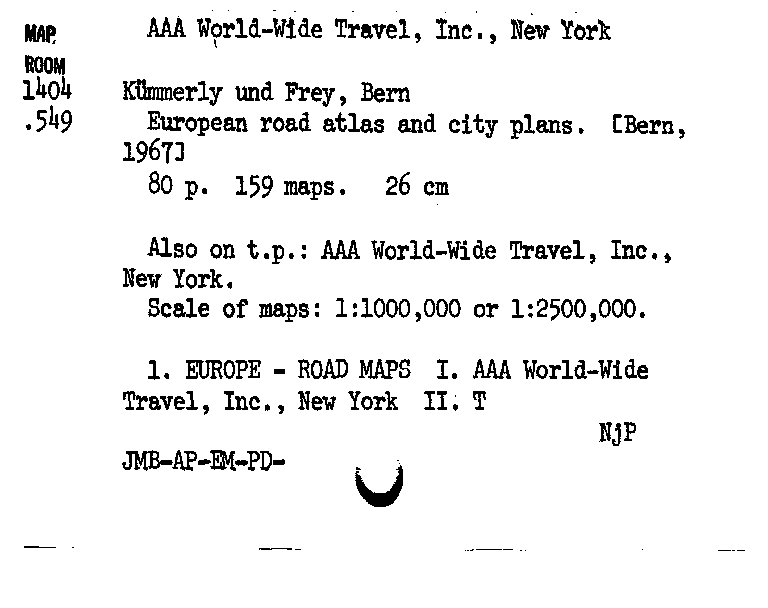 AAA World-Wide Travel, Inc., New York
MAP
ROOM
1404
.549
Kümmerly und Frey, Bern
European road atlas and city plans. [Bern,
1967]
80 p. 159 maps. 26 cm
Also on t.p.: AAA World-Wide Travel, Inc.,
New York.
Scale of maps: 1:1000,000 or 1:2500,000.
1. EUROPE - ROAD MAPS I. AAA World-Wide
Travel, Inc., New York II. T
NjP
JMB-AP-EM-PD-